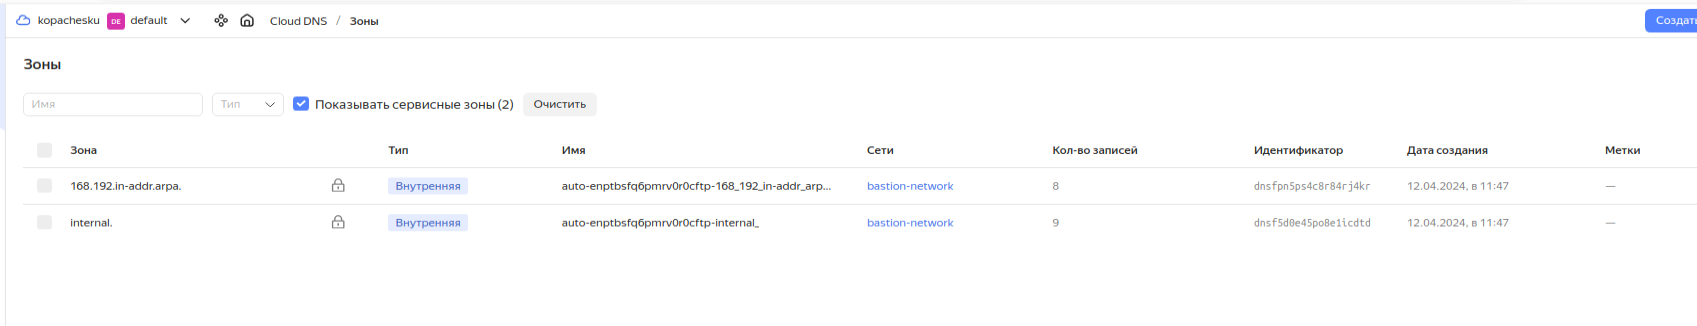 kopachesku DE default Cloud DNS / Зоны Создать
Зоны
Имя Тип Показывать сервисные зоны (2) Очистить
Зона Тип Имя Сети Кол-во записей Идентификатор Дата создания Метки
168.192.in-addr.arpa. Внутренняя auto-enptbsfq6pmrv0r0cftp-168_192_in-addr_arp... bastion-network 8 dnsfpn5ps4c8r84rj4kr 12.04.2024, в 11:47 —
internal. Внутренняя auto-enptbsfq6pmrv0r0cftp-internal_ bastion-network 9 dnsf5d0e45po8e1icdtd 12.04.2024, в 11:47 —